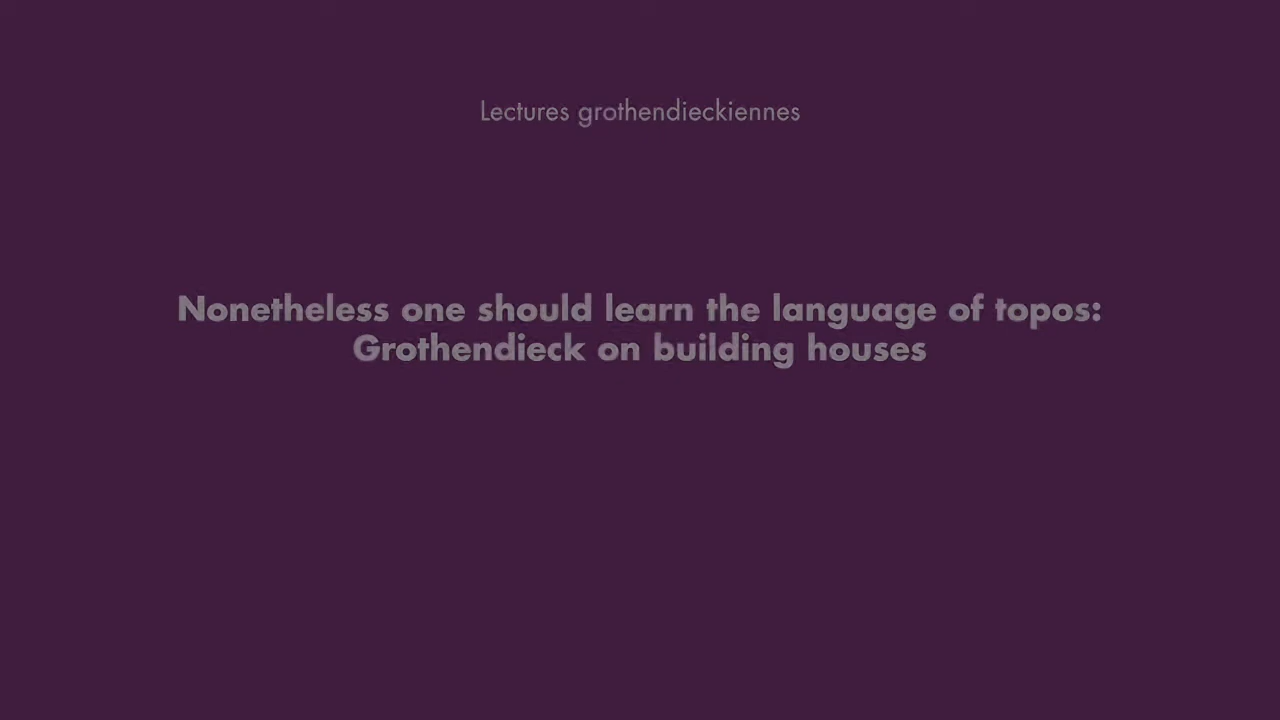 Lectures grothendieckiennes
Nonetheless one should learn the language of topos:
Grothendieck on building houses